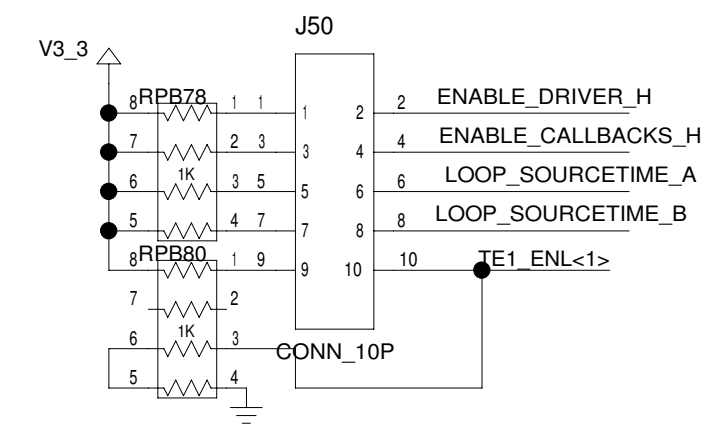 J50
V3_3
8 RPB78 1 1 1 2 2 ENABLE_DRIVER_H
7 2 3 3 4 4 ENABLE_CALLBACKS_H
1K
6 3 5 5 6 6 LOOP_SOURCETIME_A
5 4 7 7 8 8 LOOP_SOURCETIME_B
8 RPB80 1 9 9 10 10 TE1_ENL<1>
7 2
1K
6 3
CONN_10P
5 4